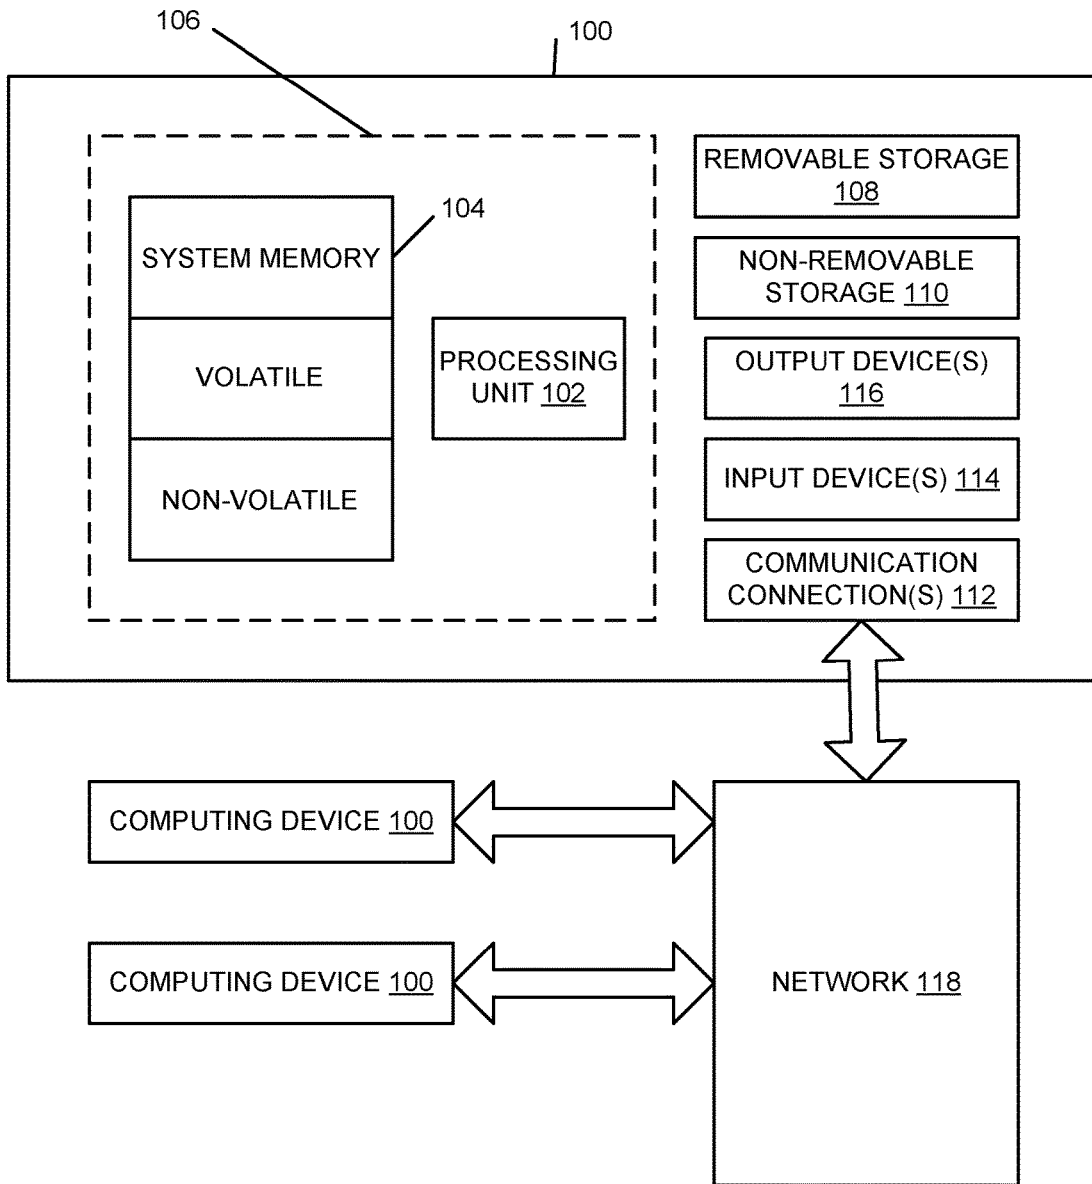 106
100
104
SYSTEM MEMORY
VOLATILE
NON-VOLATILE
PROCESSING
UNIT 102
REMOVABLE STORAGE
108
NON-REMOVABLE
STORAGE 110
OUTPUT DEVICE(S)
116
INPUT DEVICE(S) 114
COMMUNICATION
CONNECTION(S) 112
COMPUTING DEVICE 100
COMPUTING DEVICE 100
NETWORK 118